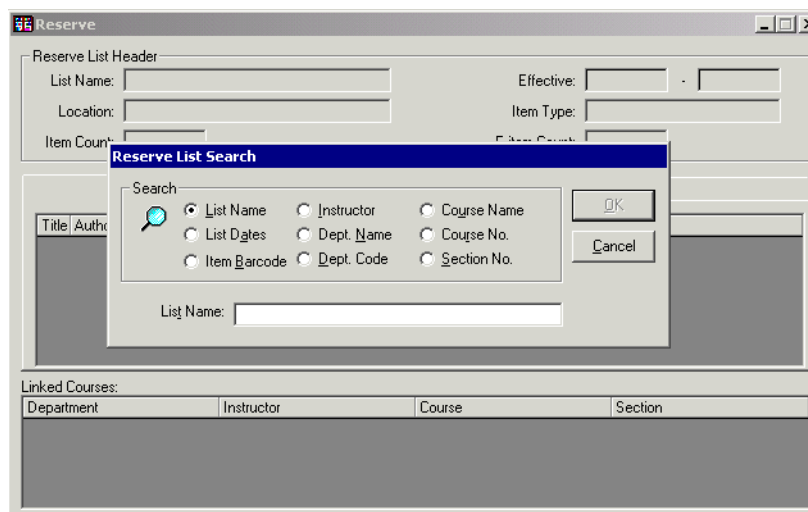 Reserve
Reserve List Header
List Name: Effective: -
Location: Item Type:
Item Count:
Reserve List Search
Search
List Name Instructor Course Name OK
List Dates Dept. Name Course No.
Item Barcode Dept. Code Section No. Cancel
Title
List Name:
Linked Courses:
Department Instructor Course Section